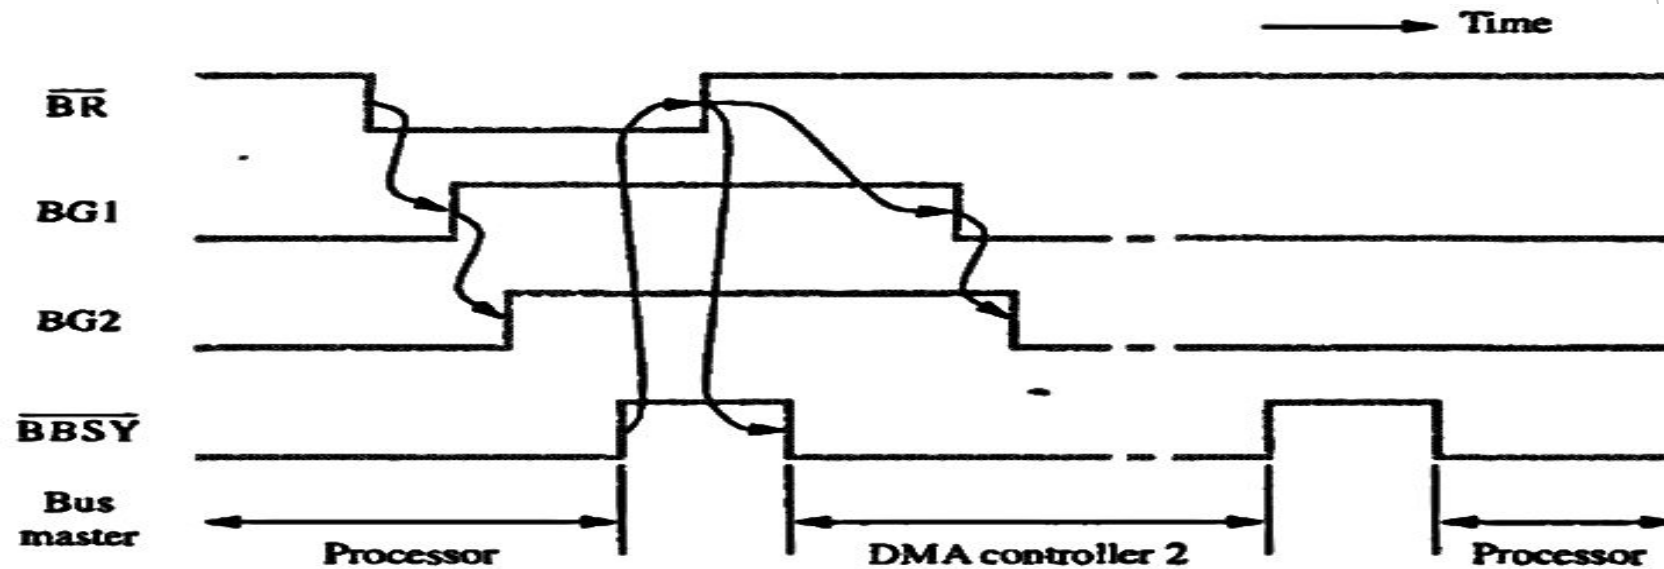 Time
BR
BG1
BG2
BBSY
Bus
master
Processor
DMA controller 2
Processor